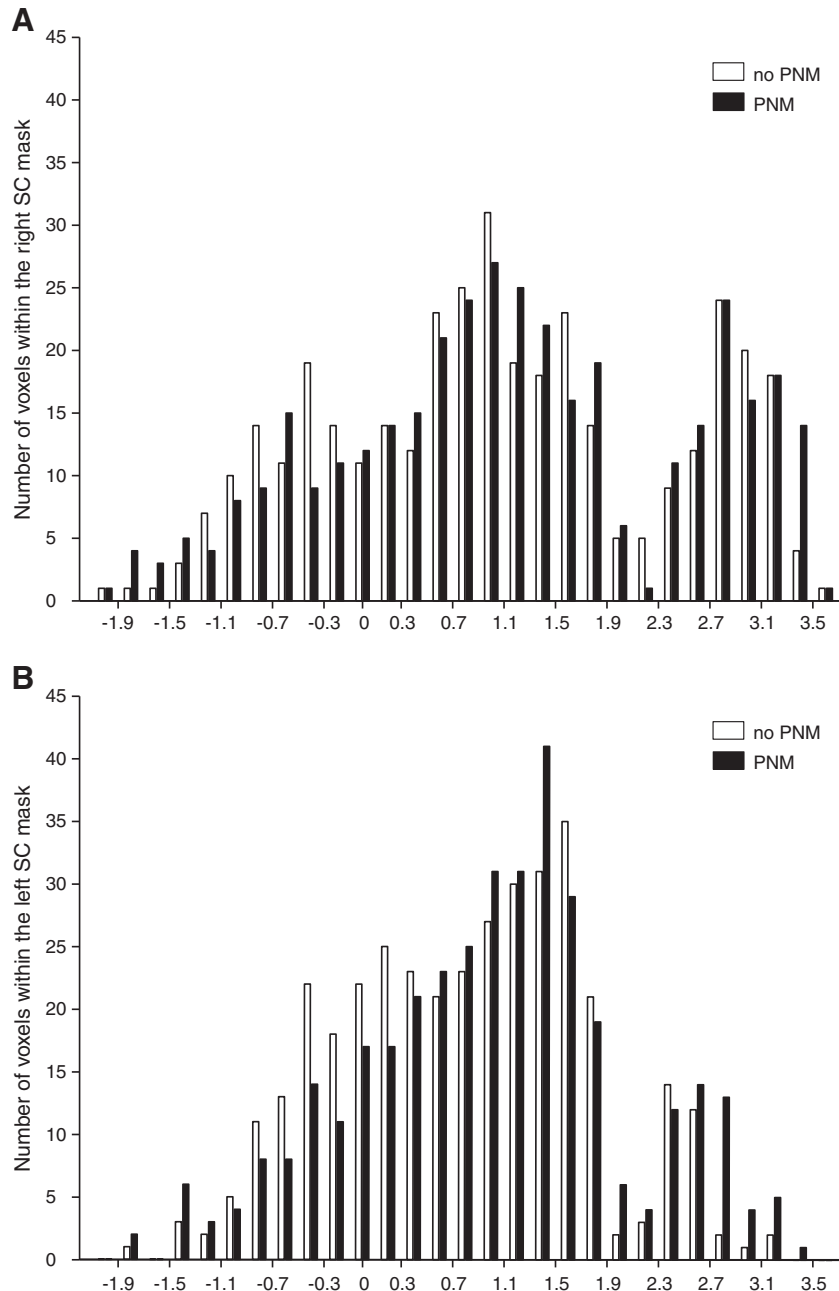 A
Number of voxels within the right SC mask
45
40
35
30
25
20
15
10
5
0
no PNM
PNM
-1.9 -1.5 -1.1 -0.7 -0.3 0 0.3 0.7 1.1 1.5 1.9 2.3 2.7 3.1 3.5
B
Number of voxels within the left SC mask
45
40
35
30
25
20
15
10
5
0
no PNM
PNM
-1.9 -1.5 -1.1 -0.7 -0.3 0 0.3 0.7 1.1 1.5 1.9 2.3 2.7 3.1 3.5